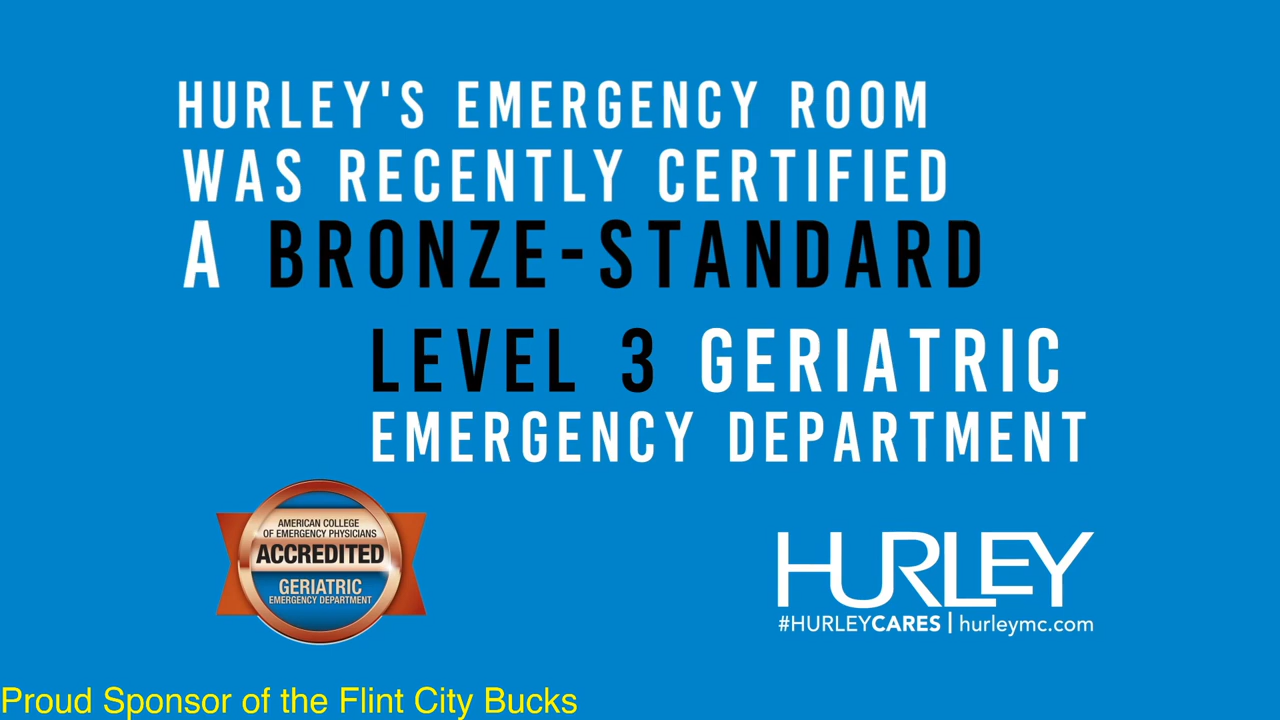 HURLEY'S EMERGENCY ROOM
WAS RECENTLY CERTIFIED
A BRONZE-STANDARD
LEVEL 3 GERIATRIC
EMERGENCY DEPARTMENT
AMERICAN COLLEGE
OF EMERGENCY PHYSICIANS
ACCREDITED
GERIATRIC
EMERGENCY DEPARTMENT
HURLEY
#HURLEYCARES | hurleymc.com
Proud Sponsor of the Flint City Bucks